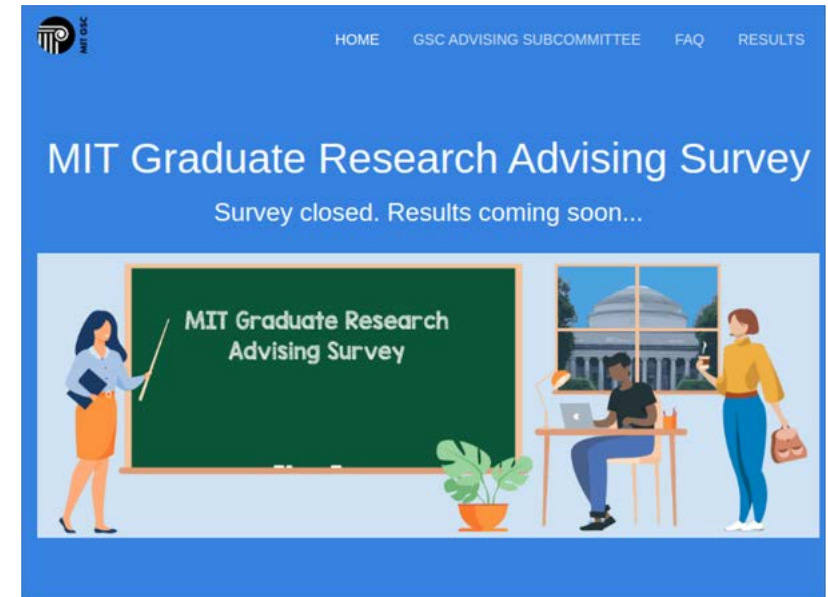 MIT GSC
HOME GSC ADVISING SUBCOMMITTEE FAQ RESULTS
MIT Graduate Research Advising Survey
Survey closed. Results coming soon...
MIT Graduate Research
Advising Survey